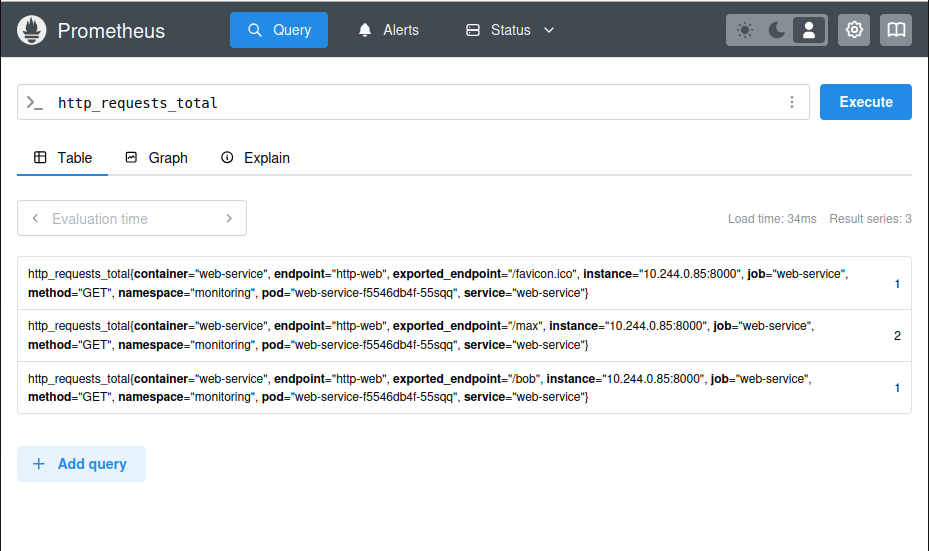 Prometheus
Query
Alerts
Status
http_requests_total
Execute
Table
Graph
Explain
Evaluation time
Load time: 34ms Result series: 3
http_requests_total{container="web-service", endpoint="http-web", exported_endpoint="/favicon.ico", instance="10.244.0.85:8000", job="web-service",
method="GET", namespace="monitoring", pod="web-service-f5546db4f-55sqq", service="web-service"}
1
http_requests_total{container="web-service", endpoint="http-web", exported_endpoint="/max", instance="10.244.0.85:8000", job="web-service",
method="GET", namespace="monitoring", pod="web-service-f5546db4f-55sqq", service="web-service"}
2
http_requests_total{container="web-service", endpoint="http-web", exported_endpoint="/bob", instance="10.244.0.85:8000", job="web-service",
method="GET", namespace="monitoring", pod="web-service-f5546db4f-55sqq", service="web-service"}
1
Add query